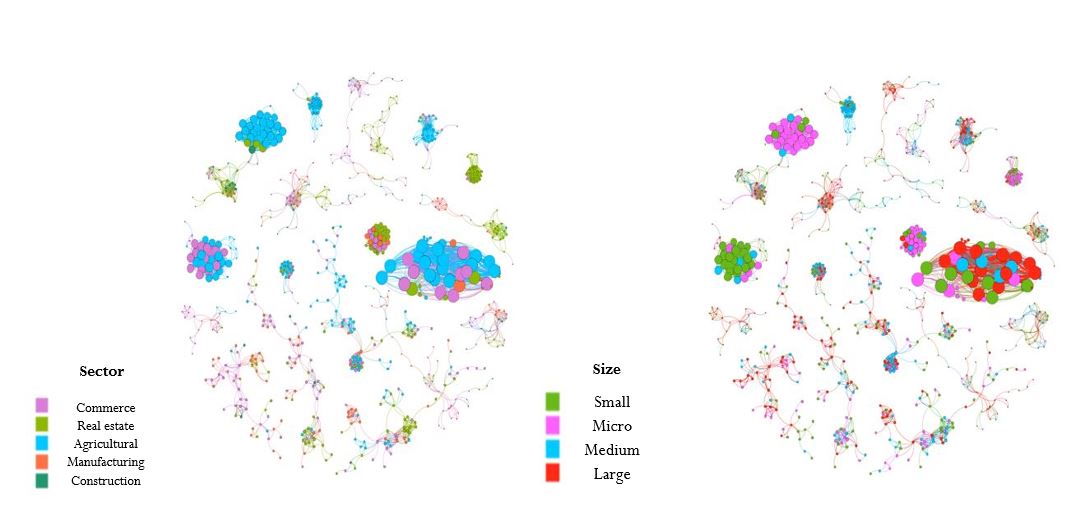 Sector
Commerce
Real estate
Agricultural
Manufacturing
Construction
Size
Small
Micro
Medium
Large